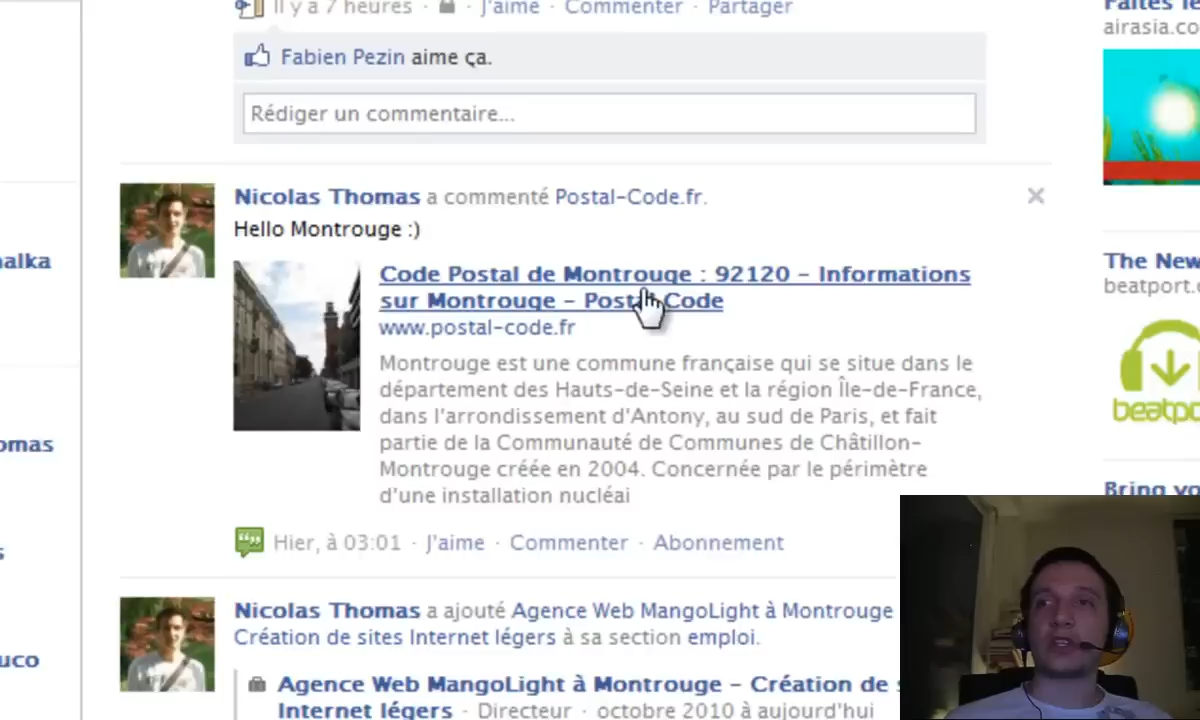 Il y a 7 heures · J'aime · Commenter · Partager
Fabien Pezin aime ça.
Rédiger un commentaire...
Nicolas Thomas a commenté Postal-Code.fr.
Hello Montrouge :)
Code Postal de Montrouge : 92120 - Informations
sur Montrouge - Postal Code
www.postal-code.fr
Montrouge est une commune française qui se situe dans le
département des Hauts-de-Seine et la région Île-de-France,
dans l'arrondissement d'Antony, au sud de Paris, et fait
partie de la Communauté de Communes de Châtillon-
Montrouge créée en 2004. Concernée par le périmètre
d'une installation nucléai
Hier, à 03:01 · J'aime · Commenter · Abonnement
Nicolas Thomas a ajouté Agence Web MangoLight à Montrouge
Création de sites Internet légers à sa section emploi.
Agence Web MangoLight à Montrouge - Création de
Internet légers · Directeur · octobre 2010 à aujourd'hui
airasia.co
The New
beatport.c
beatpo
Bring yo
nalka
omas
s
uco